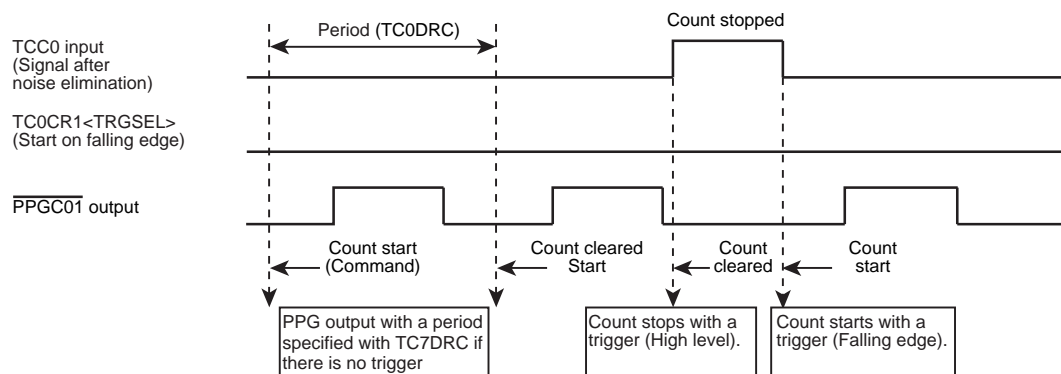 Period (TC0DRC)
Count stopped
TCC0 input
(Signal after
noise elimination)
TC0CR1<TRGSEL>
(Start on falling edge)
PPGC01 output
Count start
(Command)
Count cleared
Start
Count
cleared
Count
start
PPG output with a period
specified with TC7DRC if
there is no trigger
Count stops with a
trigger (High level).
Count starts with a
trigger (Falling edge).